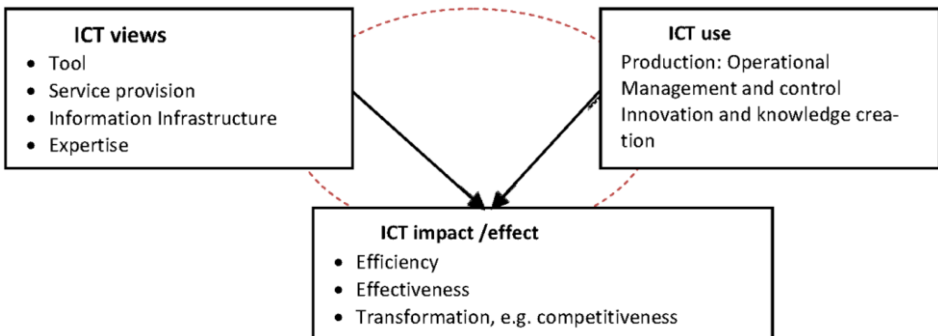 ICT views
• Tool
• Service provision
• Information Infrastructure
• Expertise
ICT use
Production: Operational
Management and control
Innovation and knowledge crea-
tion
ICT impact /effect
• Efficiency
• Effectiveness
• Transformation, e.g. competitiveness